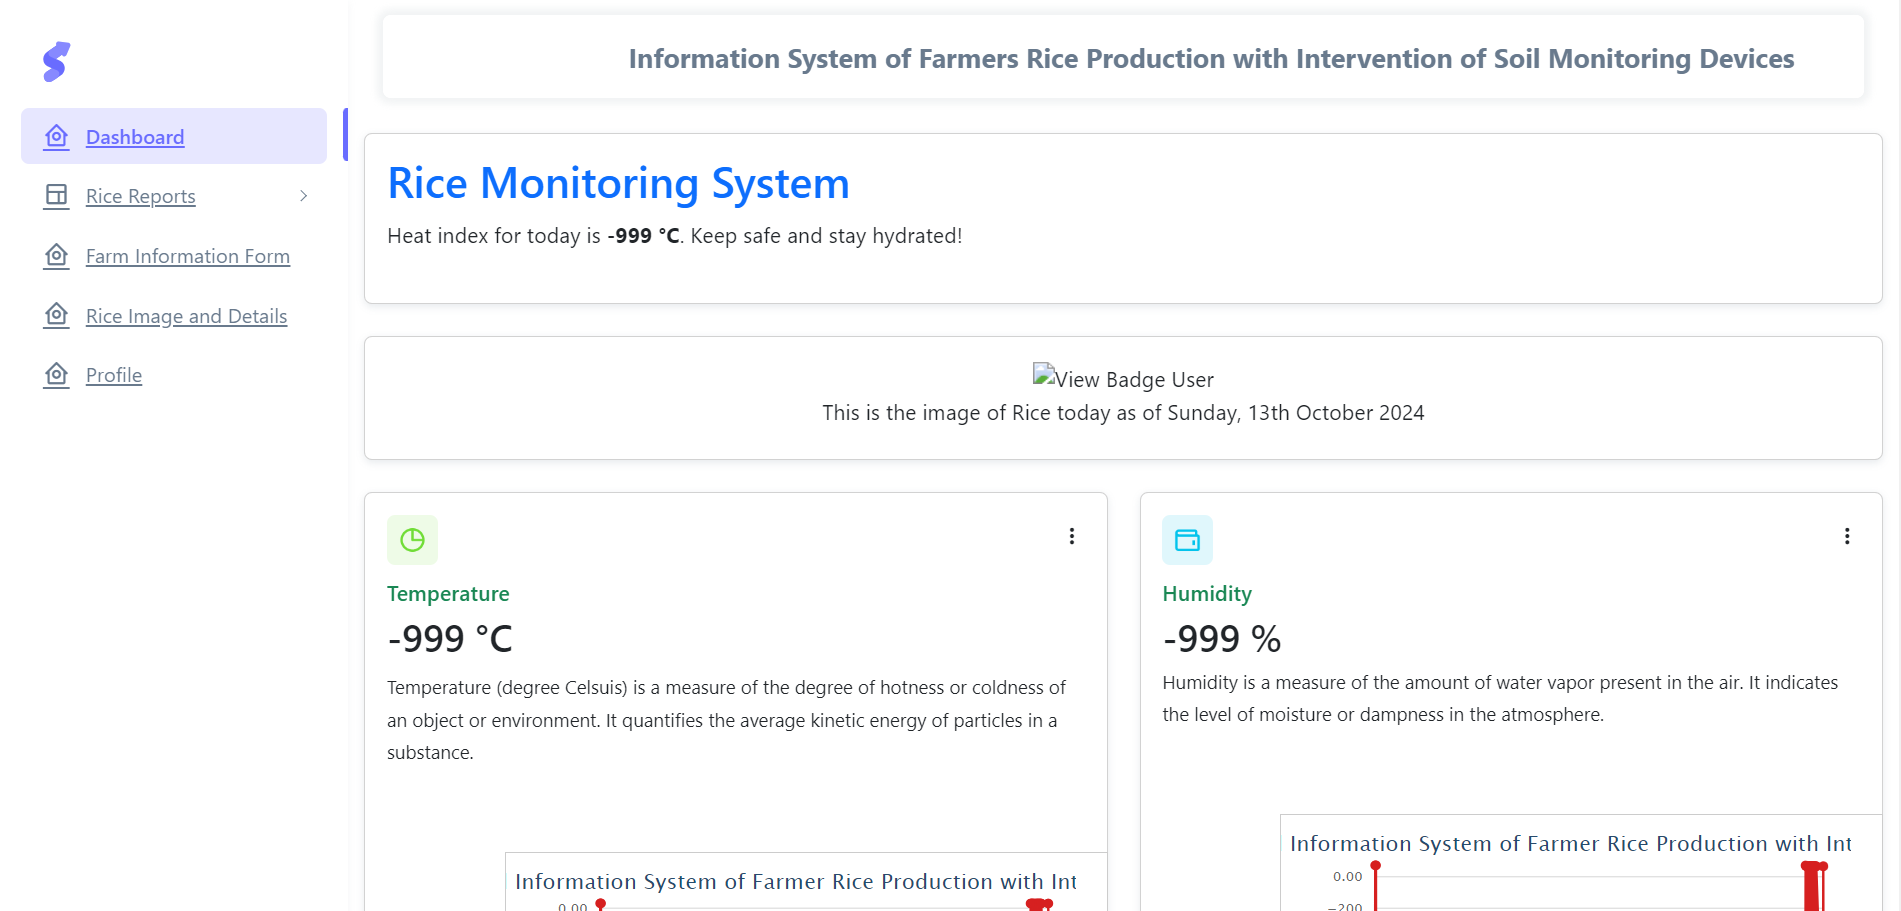 Information System of Farmers Rice Production with Intervention of Soil Monitoring Devices
Dashboard
Rice Reports
Farm Information Form
Rice Image and Details
Profile
Rice Monitoring System
Heat index for today is -999 °C. Keep safe and stay hydrated!
View Badge User
This is the image of Rice today as of Sunday, 13th October 2024
Temperature
-999 °C
Temperature (degree Celsuis) is a measure of the degree of hotness or coldness of
an object or environment. It quantifies the average kinetic energy of particles in a
substance.
Information System of Farmer Rice Production with Int
0.00
Humidity
-999 %
Humidity is a measure of the amount of water vapor present in the air. It indicates
the level of moisture or dampness in the atmosphere.
Information System of Farmer Rice Production with Int
0.00
-200